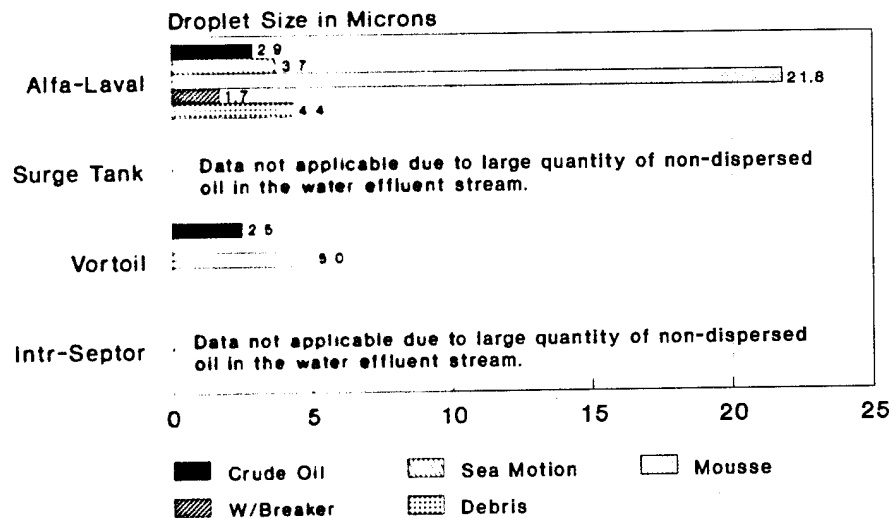 Droplet Size in Microns
Alfa-Laval
2.9
3.7
21.8
1.7
4.4
Surge Tank
Data not applicable due to large quantity of non-dispersed
oil in the water effluent stream.
Vortoil
2.5
5.0
Intr-Septor
Data not applicable due to large quantity of non-dispersed
oil in the water effluent stream.
0 5 10 15 20 25
Crude Oil Sea Motion Mousse
W/Breaker Debris